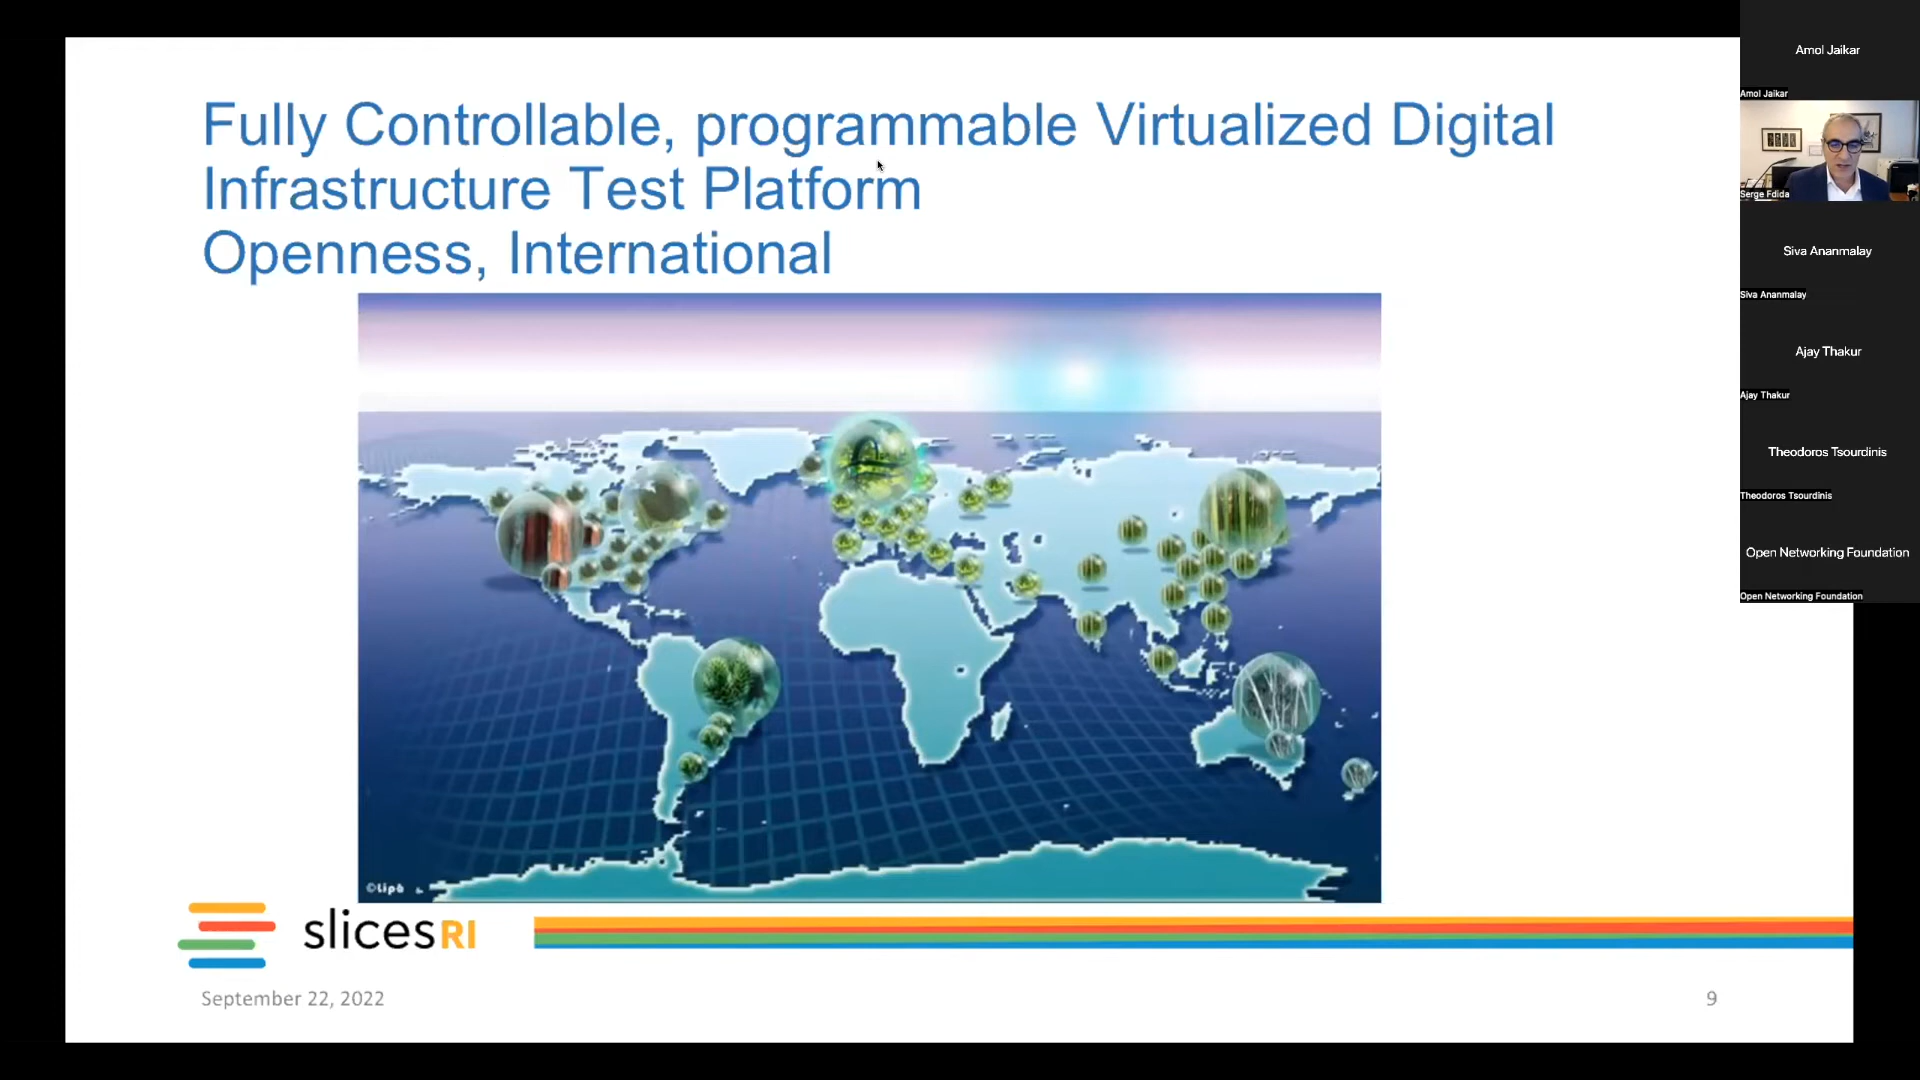 Fully Controllable, programmable Virtualized Digital
Infrastructure Test Platform
Openness, International
©Lip6
slicesRI
September 22, 2022
9
Amol Jaikar
Amol Jaikar
Serge Fdida
Siva Ananmalay
Siva Ananmalay
Ajay Thakur
Ajay Thakur
Theodoros Tsourdinis
Theodoros Tsourdinis
Open Networking Foundation
Open Networking Foundation